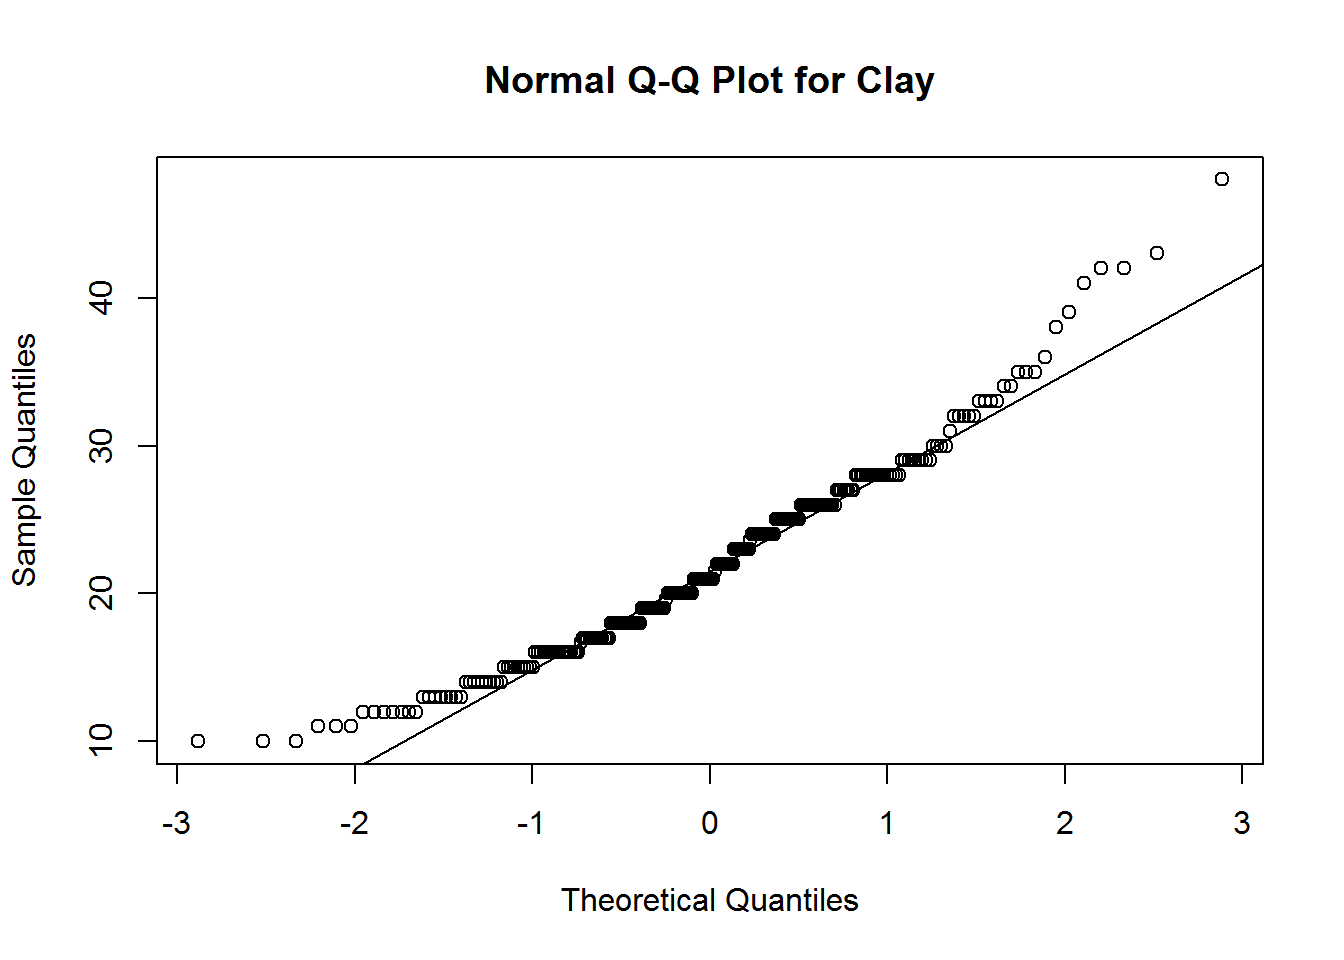 Normal Q-Q Plot for Clay
Sample Quantiles
40
30
20
10
-3 -2 -1 0 1 2 3
Theoretical Quantiles